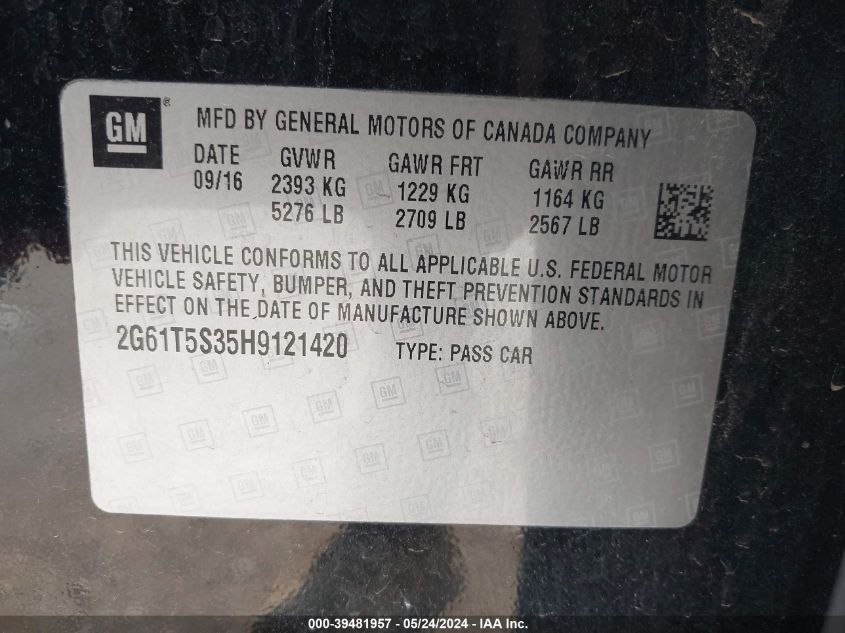 GM ®
MFD BY GENERAL MOTORS OF CANADA COMPANY
DATE GVWR GAWR FRT GAWR RR
09/16 2393 KG 1229 KG 1164 KG
5276 LB 2709 LB 2567 LB
THIS VEHICLE CONFORMS TO ALL APPLICABLE U.S. FEDERAL MOTOR
VEHICLE SAFETY, BUMPER, AND THEFT PREVENTION STANDARDS IN
EFFECT ON THE DATE OF MANUFACTURE SHOWN ABOVE.
2G61T5S35H9121420 TYPE: PASS CAR
000-39481957 - 05/24/2024 - IAA Inc.